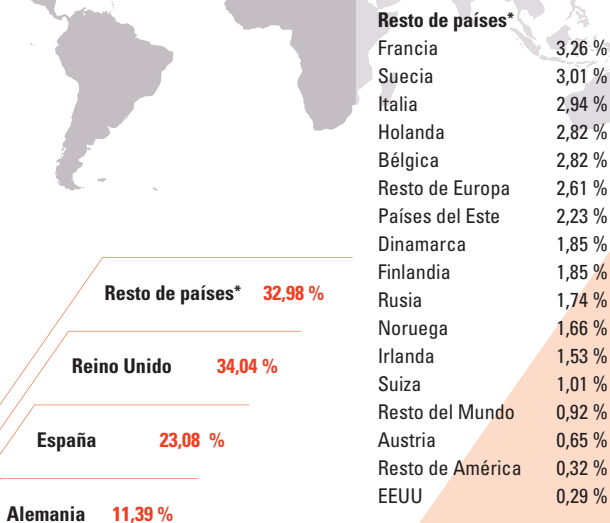 Resto de países*
Francia 3,26 %
Suecia 3,01 %
Italia 2,94 %
Holanda 2,82 %
Bélgica 2,82 %
Resto de Europa 2,61 %
Países del Este 2,23 %
Dinamarca 1,85 %
Finlandia 1,85 %
Rusia 1,74 %
Noruega 1,66 %
Irlanda 1,53 %
Suiza 1,01 %
Resto del Mundo 0,92 %
Austria 0,65 %
Resto de América 0,32 %
EEUU 0,29 %
Resto de países* 32,98 %
Reino Unido 34,04 %
España 23,08 %
Alemania 11,39 %